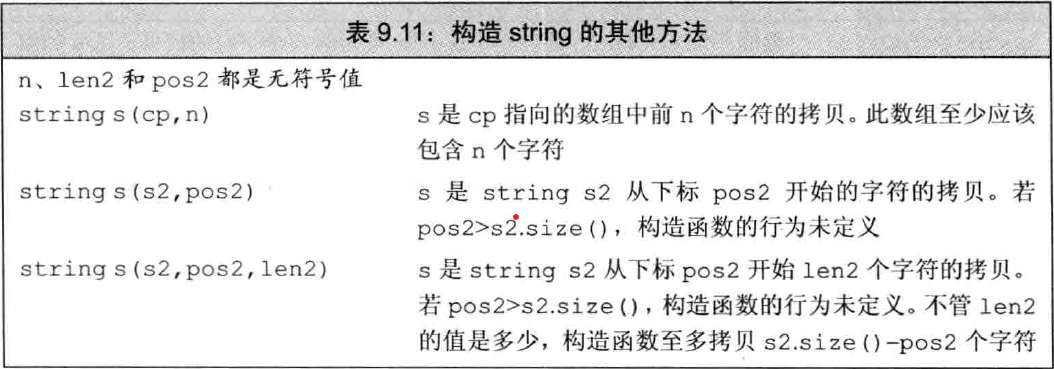 表 9.11：构造 string 的其他方法
n、len2 和 pos2 都是无符号值
string s(cp,n)
s 是 cp 指向的数组中前 n 个字符的拷贝。此数组至少应该
包含 n 个字符
string s(s2,pos2)
s 是 string s2 从下标 pos2 开始的字符的拷贝。若
pos2>s2.size()，构造函数的行为未定义
string s(s2,pos2,len2)
s 是 string s2 从下标 pos2 开始 len2 个字符的拷贝。
若 pos2>s2.size()，构造函数的行为未定义。不管 len2
的值是多少，构造函数至多拷贝 s2.size()–pos2 个字符